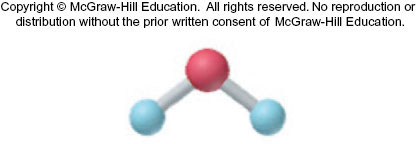 Copyright © McGraw-Hill Education.  All rights reserved. No reproduction or
distribution without the prior written consent of McGraw-Hill Education.